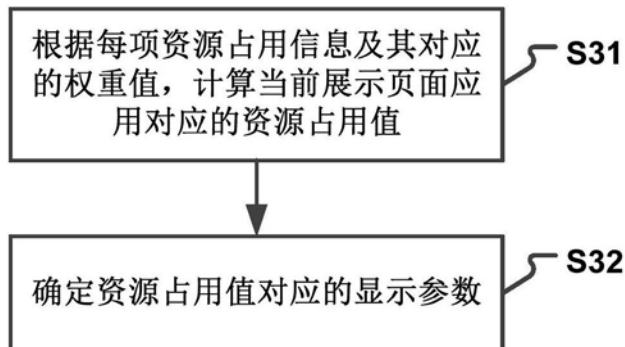 根据每项资源占用信息及其对应
的权重值，计算当前展示页面应
用对应的资源占用值
S31
确定资源占用值对应的显示参数
S32